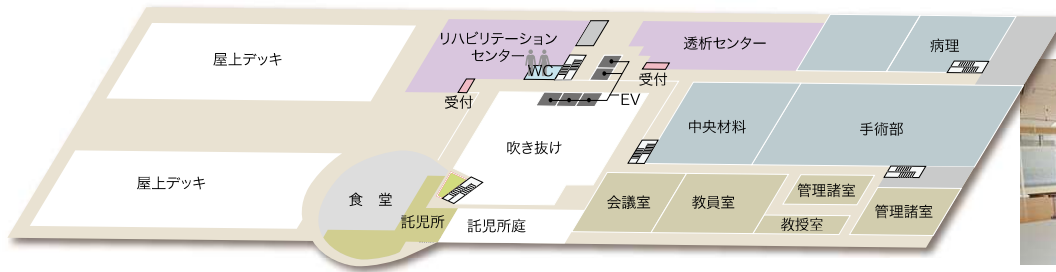 屋上デッキ
リハビリテーション
センター
WC
受付
透析センター
受付
病理
EV
中央材料
手術部
吹き抜け
屋上デッキ
食 堂
託児所
託児所庭
会議室
教員室
管理諸室
教授室
管理諸室